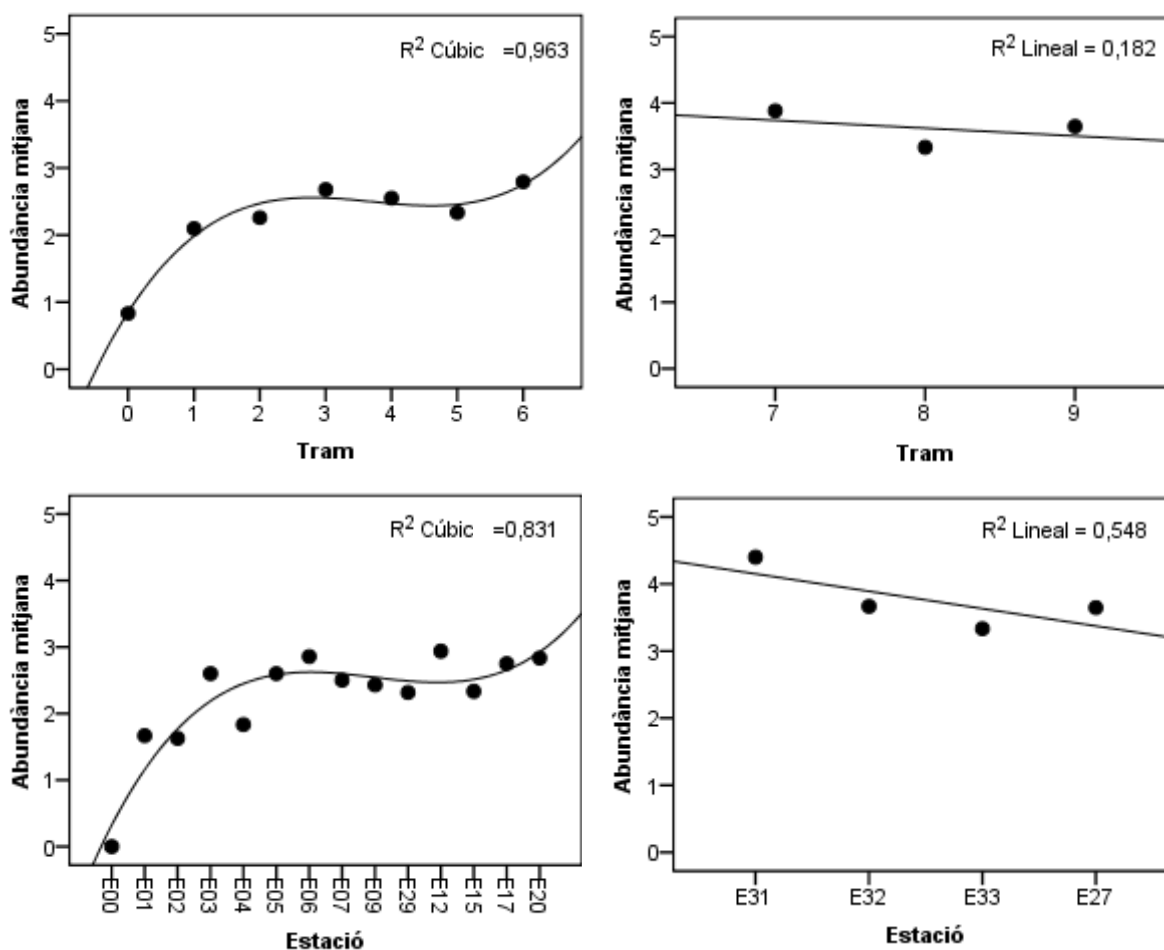 R² Cúbic =0,963
Abundància mitjana
5
4
3
2
1
0
0 1 2 3 4 5 6
Tram
R² Lineal = 0,182
Abundància mitjana
5
4
3
2
1
0
7 8 9
Tram
R² Cúbic =0,831
Abundància mitjana
5
4
3
2
1
0
E00 E01 E02 E03 E04 E05 E06 E07 E09 E29 E12 E15 E17 E20
Estació
R² Lineal = 0,548
Abundància mitjana
5
4
3
2
1
0
E31 E32 E33 E27
Estació